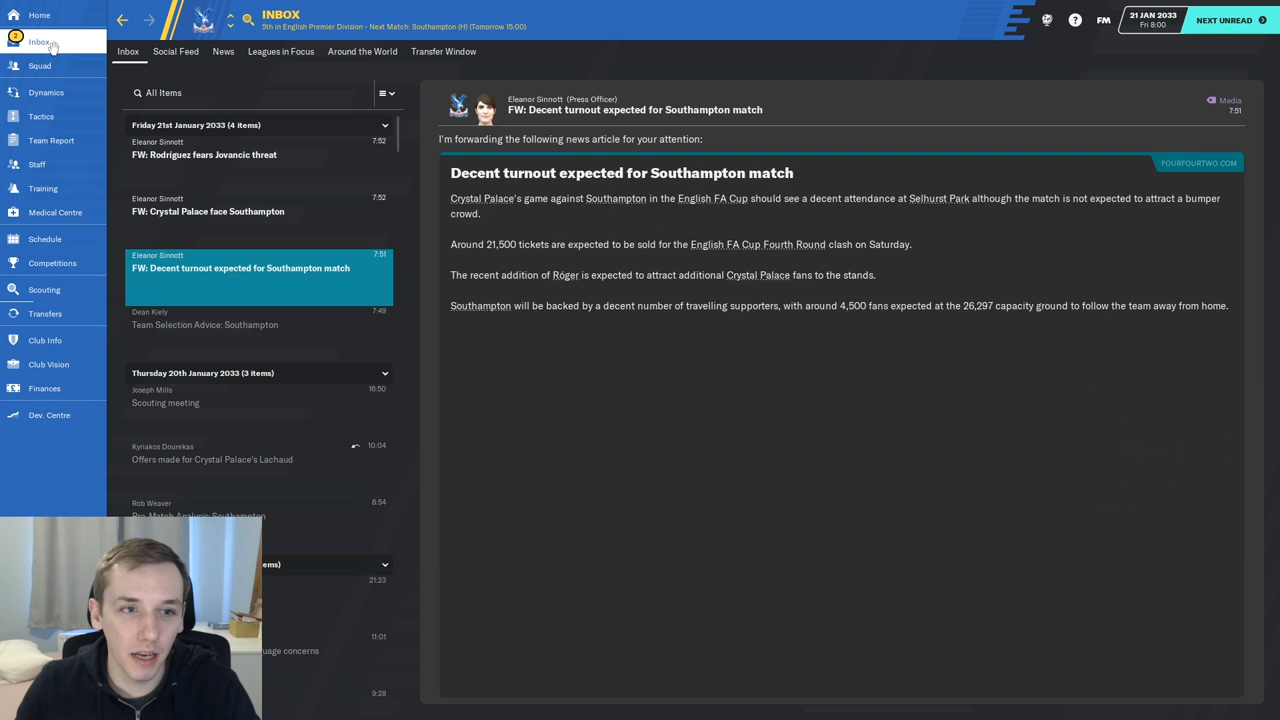 Home
2
Inbox
Squad
Dynamics
Tactics
Team Report
Staff
Training
Medical Centre
Schedule
Competitions
Scouting
Transfers
Club Info
Club Vision
Finances
Dev. Centre
INBOX
5th in English Premier Division - Next Match: Southampton (H) (Tomorrow 15:00)
?
FM
21 JAN 2033
Fri 8:00
NEXT UNREAD
Inbox Social Feed News Leagues in Focus Around the World Transfer Window
All Items
Friday 21st January 2033 (4 items)
Eleanor Sinnott 7:52
FW: Rodríguez fears Jovancic threat
Eleanor Sinnott 7:52
FW: Crystal Palace face Southampton
Eleanor Sinnott 7:51
FW: Decent turnout expected for Southampton match
Dean Kiely 7:49
Team Selection Advice: Southampton
Thursday 20th January 2033 (3 items)
Joseph Mills 16:50
Scouting meeting
Kyriakos Dourekas 10:04
Offers made for Crystal Palace's Lachaud
Rob Weaver 8:54
Pre-Match Analysis: Southampton
ems)
21:23
11:01
uage concerns
9:28
Eleanor Sinnott (Press Officer)
FW: Decent turnout expected for Southampton match
Media
7:51
I'm forwarding the following news article for your attention:
FOURFOURTWO.COM
Decent turnout expected for Southampton match
Crystal Palace's game against Southampton in the English FA Cup should see a decent attendance at Selhurst Park although the match is not expected to attract a bumper
crowd.
Around 21,500 tickets are expected to be sold for the English FA Cup Fourth Round clash on Saturday.
The recent addition of Róger is expected to attract additional Crystal Palace fans to the stands.
Southampton will be backed by a decent number of travelling supporters, with around 4,500 fans expected at the 26,297 capacity ground to follow the team away from home.